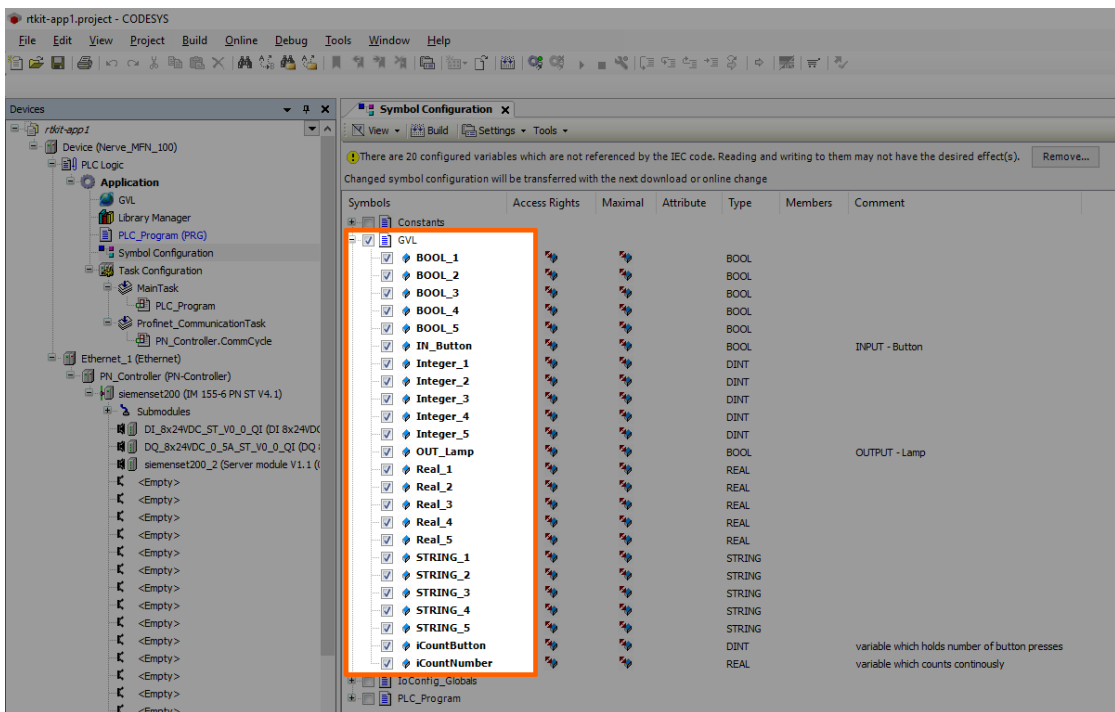 rtkit-app1.project - CODESYS
File Edit View Project Build Online Debug Tools Window Help
Devices
rtkit-app1
Device (Nerve_MFN_100)
PLC Logic
Application
GVL
Library Manager
PLC_Program (PRG)
Symbol Configuration
Task Configuration
MainTask
PLC_Program
Profinet_CommunicationTask
PN_Controller.CommCycle
Ethernet_1 (Ethernet)
PN_Controller (PN-Controller)
siemenset200 (IM 155-6 PN ST V4.1)
Submodules
DI_8x24VDC_ST_V0_0_QI (DI 8x24VDC
DQ_8x24VDC_0_5A_ST_V0_0_QI (DQ
siemenset200_2 (Server module V1.1 (
<Empty>
<Empty>
<Empty>
<Empty>
<Empty>
<Empty>
<Empty>
<Empty>
<Empty>
<Empty>
<Empty>
<Empty>
<Empty>
<Empty>
Symbol Configuration
View Build Settings Tools
There are 20 configured variables which are not referenced by the IEC code. Reading and writing to them may not have the desired effect(s). Remove...
Changed symbol configuration will be transferred with the next download or online change
Symbols Access Rights Maximal Attribute Type Members Comment
Constants
GVL
BOOL_1 BOOL
BOOL_2 BOOL
BOOL_3 BOOL
BOOL_4 BOOL
BOOL_5 BOOL
IN_Button BOOL INPUT - Button
Integer_1 DINT
Integer_2 DINT
Integer_3 DINT
Integer_4 DINT
Integer_5 DINT
OUT_Lamp BOOL OUTPUT - Lamp
Real_1 REAL
Real_2 REAL
Real_3 REAL
Real_4 REAL
Real_5 REAL
STRING_1 STRING
STRING_2 STRING
STRING_3 STRING
STRING_4 STRING
STRING_5 STRING
iCountButton DINT variable which holds number of button presses
iCountNumber REAL variable which counts continously
IoConfig_Globals
PLC_Program